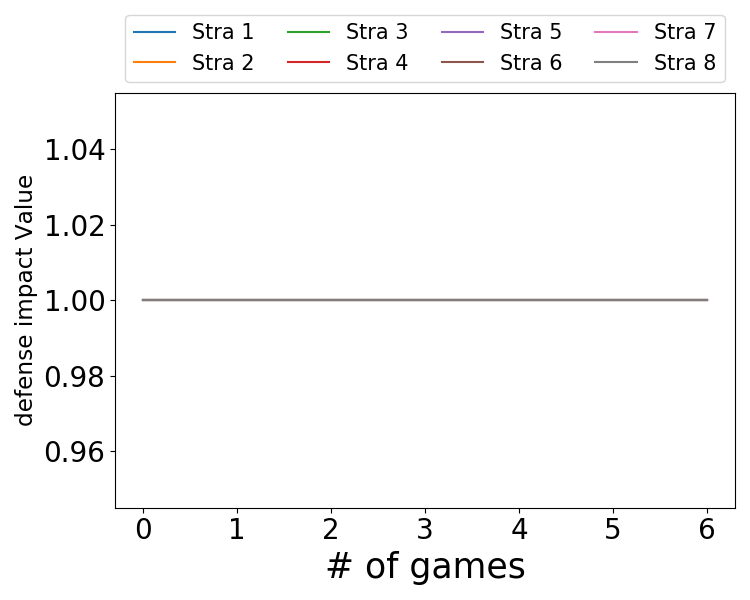 Stra 1 Stra 3 Stra 5 Stra 7
Stra 2 Stra 4 Stra 6 Stra 8
defense impact Value
1.04
1.02
1.00
0.98
0.96
0 1 2 3 4 5 6
# of games